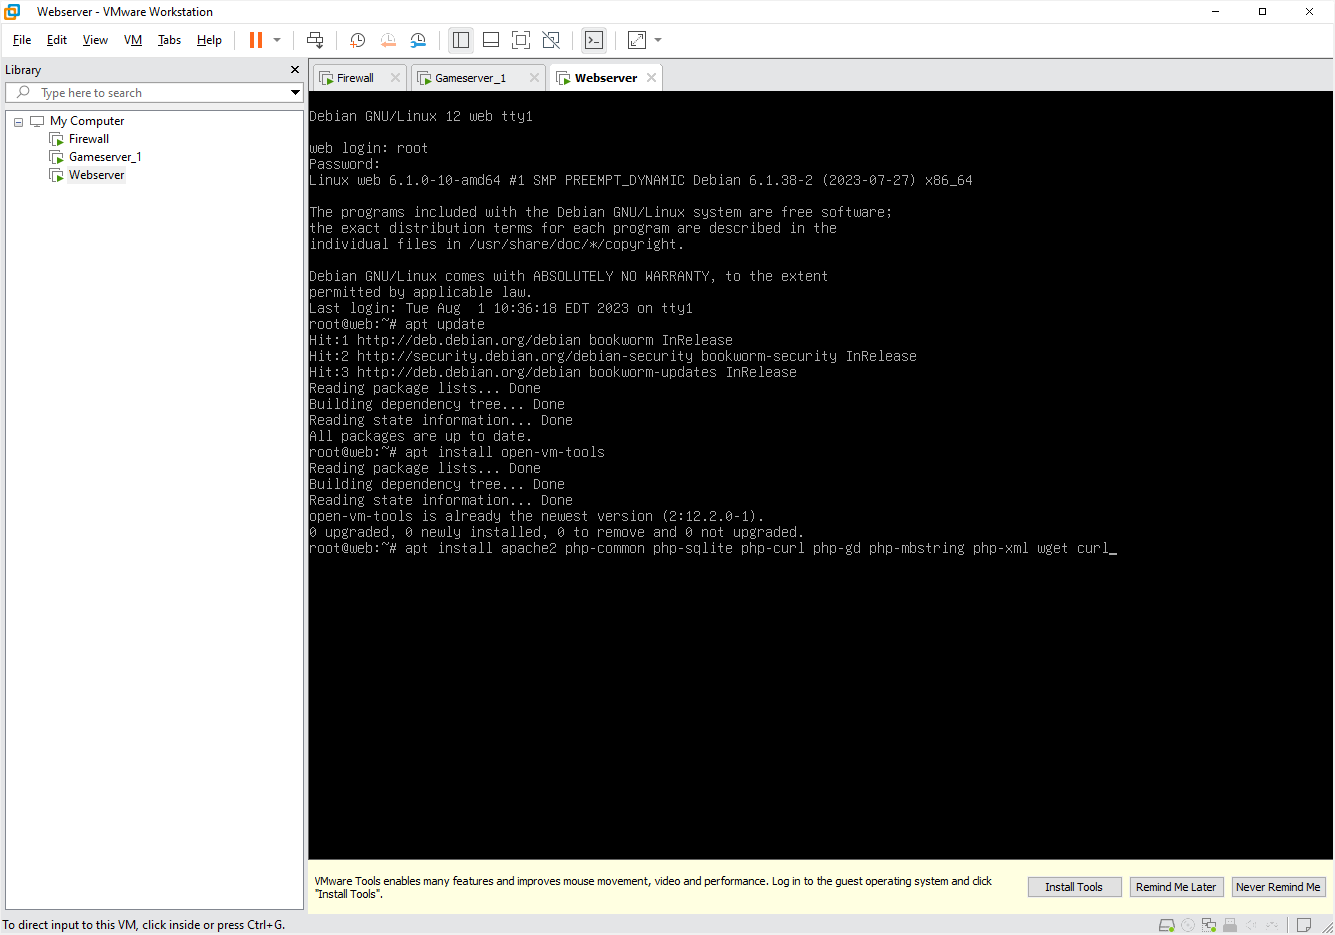 Webserver - VMware Workstation
File Edit View VM Tabs Help
Library
Type here to search
My Computer
Firewall
Gameserver_1
Webserver
Firewall Gameserver_1 Webserver
Debian GNU/Linux 12 web tty1
web login: root
Password:
Linux web 6.1.0-10-amd64 #1 SMP PREEMPT_DYNAMIC Debian 6.1.38-2 (2023-07-27) x86_64
The programs included with the Debian GNU/Linux system are free software;
the exact distribution terms for each program are described in the
individual files in /usr/share/doc/*/copyright.
Debian GNU/Linux comes with ABSOLUTELY NO WARRANTY, to the extent
permitted by applicable law.
Last login: Tue Aug  1 10:36:18 EDT 2023 on tty1
root@web:~# apt update
Hit:1 http://deb.debian.org/debian bookworm InRelease
Hit:2 http://security.debian.org/debian-security bookworm-security InRelease
Hit:3 http://deb.debian.org/debian bookworm-updates InRelease
Reading package lists... Done
Building dependency tree... Done
Reading state information... Done
All packages are up to date.
root@web:~# apt install open-vm-tools
Reading package lists... Done
Building dependency tree... Done
Reading state information... Done
open-vm-tools is already the newest version (2:12.2.0-1).
0 upgraded, 0 newly installed, 0 to remove and 0 not upgraded.
root@web:~# apt install apache2 php-common php-sqlite php-curl php-gd php-mbstring php-xml wget curl_
VMware Tools enables many features and improves mouse movement, video and performance. Log in to the guest operating system and click
"Install Tools".
Install Tools Remind Me Later Never Remind Me
To direct input to this VM, click inside or press Ctrl+G.